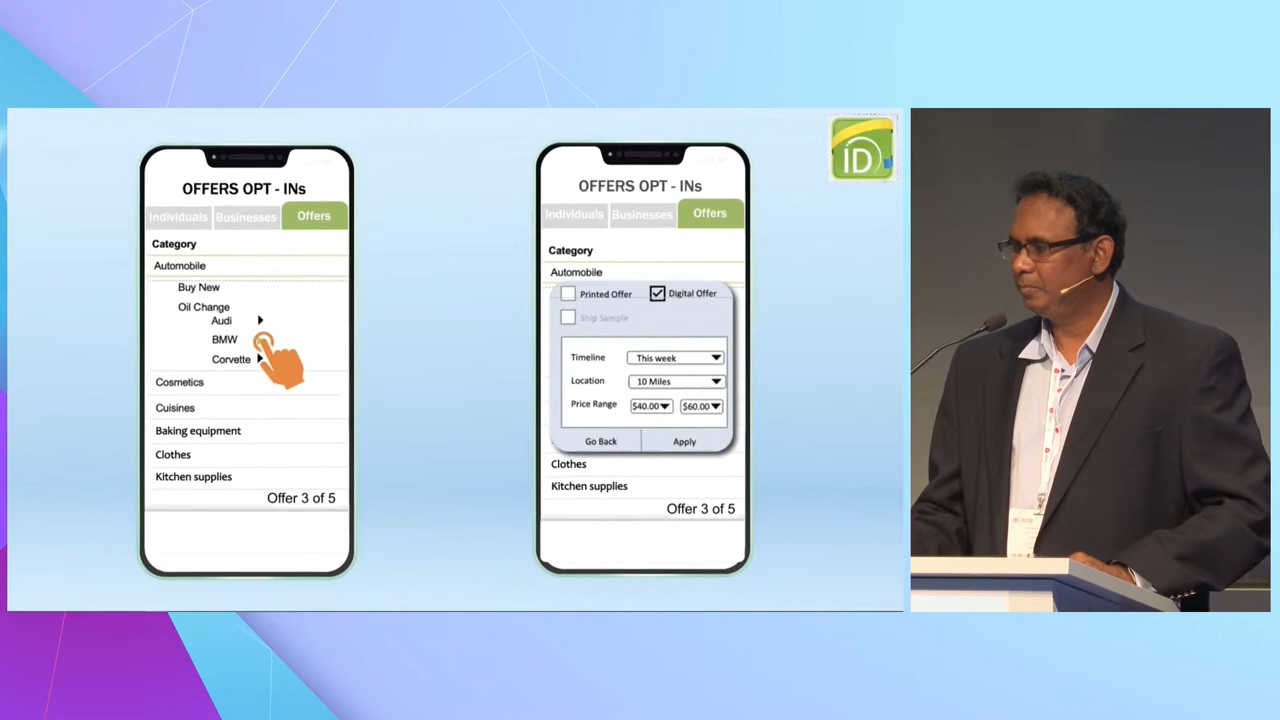 OFFERS OPT - INs
Individuals Businesses Offers
Category
Automobile
Buy New
Oil Change
Audi
BMW
Corvette
Cosmetics
Cuisines
Baking equipment
Clothes
Kitchen supplies
Offer 3 of 5
OFFERS OPT - INs
Individuals Businesses Offers
Category
Automobile
Printed Offer Digital Offer
Ship Sample
Timeline This week
Location 10 Miles
Price Range $40.00 $60.00
Go Back Apply
Clothes
Kitchen supplies
Offer 3 of 5
iD